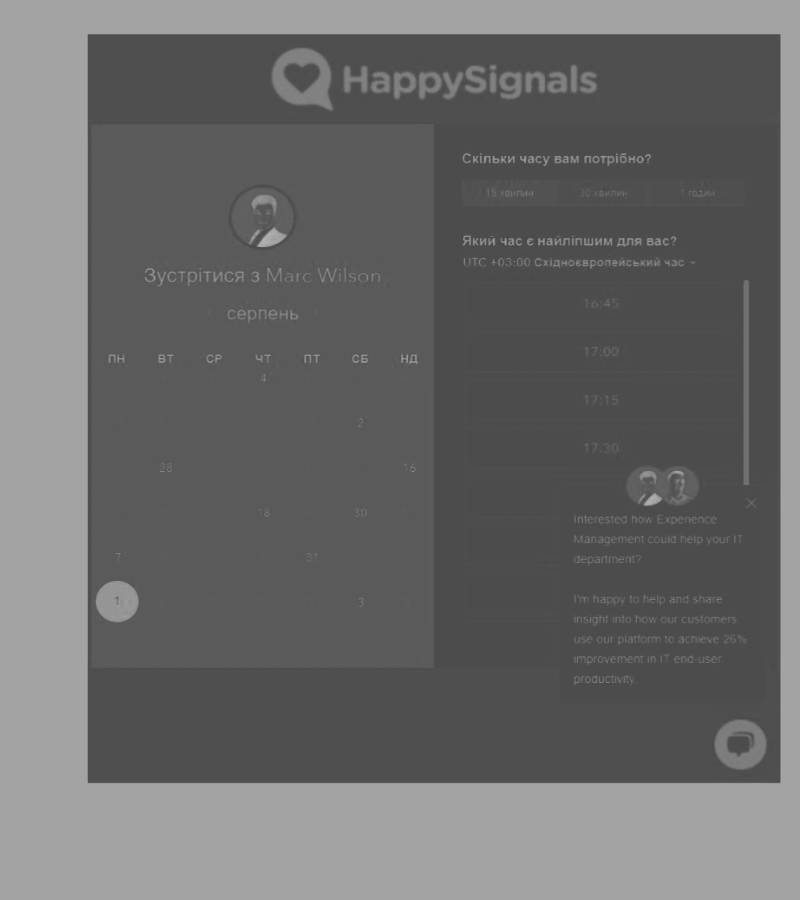 HappySignals
Зустрітися з Marc Wilson
серпень
ПН ВТ СР ЧТ ПТ СБ НД
4
2
28 16
18 30
7 31
1 3
Скільки часу вам потрібно?
15 хвилин 30 хвилин 1 годин
Який час є найліпшим для вас?
UTC +03:00 Східноєвропейський час
16:45
17:00
17:15
17:30
Interested how Experience
Management could help your IT
department?
I'm happy to help and share
insight into how our customers
use our platform to achieve 26%
improvement in IT end-user
productivity.